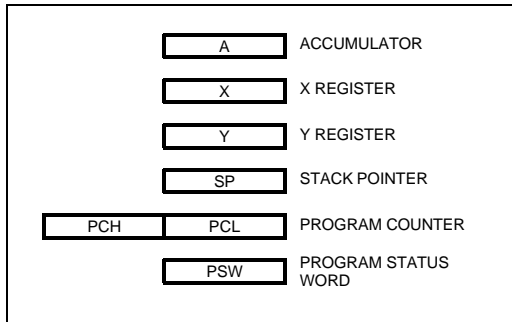 A ACCUMULATOR
X X REGISTER
Y Y REGISTER
SP STACK POINTER
PCH PCL PROGRAM COUNTER
PSW PROGRAM STATUS
WORD